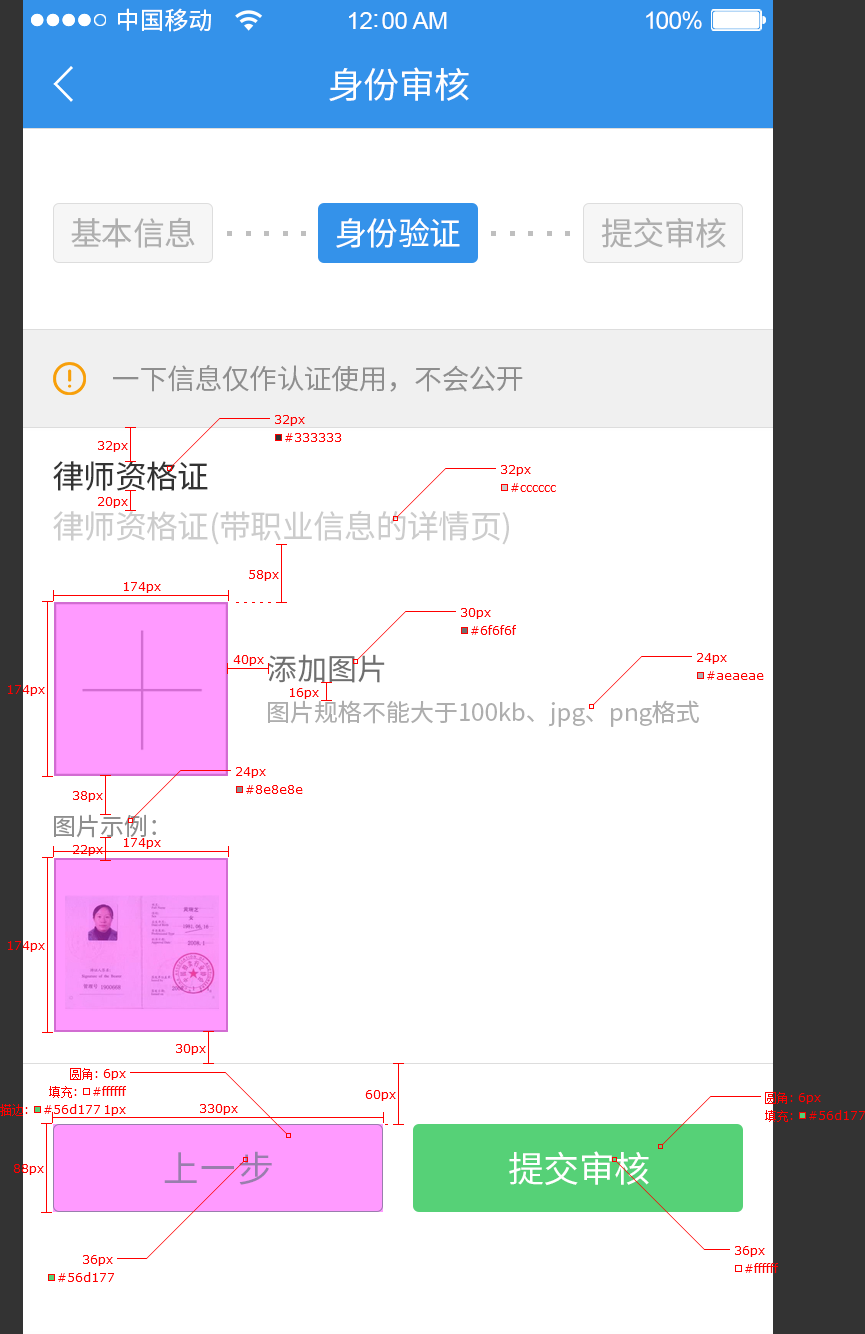 中国移动 12:00 AM 100%
身份审核
基本信息 身份验证 提交审核
一下信息仅作认证使用，不会公开
32px
#333333
32px
律师资格证
32px
#cccccc
20px
律师资格证(带职业信息的详情页)
58px
174px
30px
#6f6f6f
40px
添加图片
24px
#aeaeae
174px
16px
图片规格不能大于100kb、jpg、png格式
24px
#8e8e8e
38px
图片示例：
22px
174px
174px
30px
圆角: 6px
填充: #ffffff
描边: #56d177 1px
60px
330px
圆角: 6px
填充: #56d177
88px
上一步
提交审核
36px
#56d177
36px
#ffffff